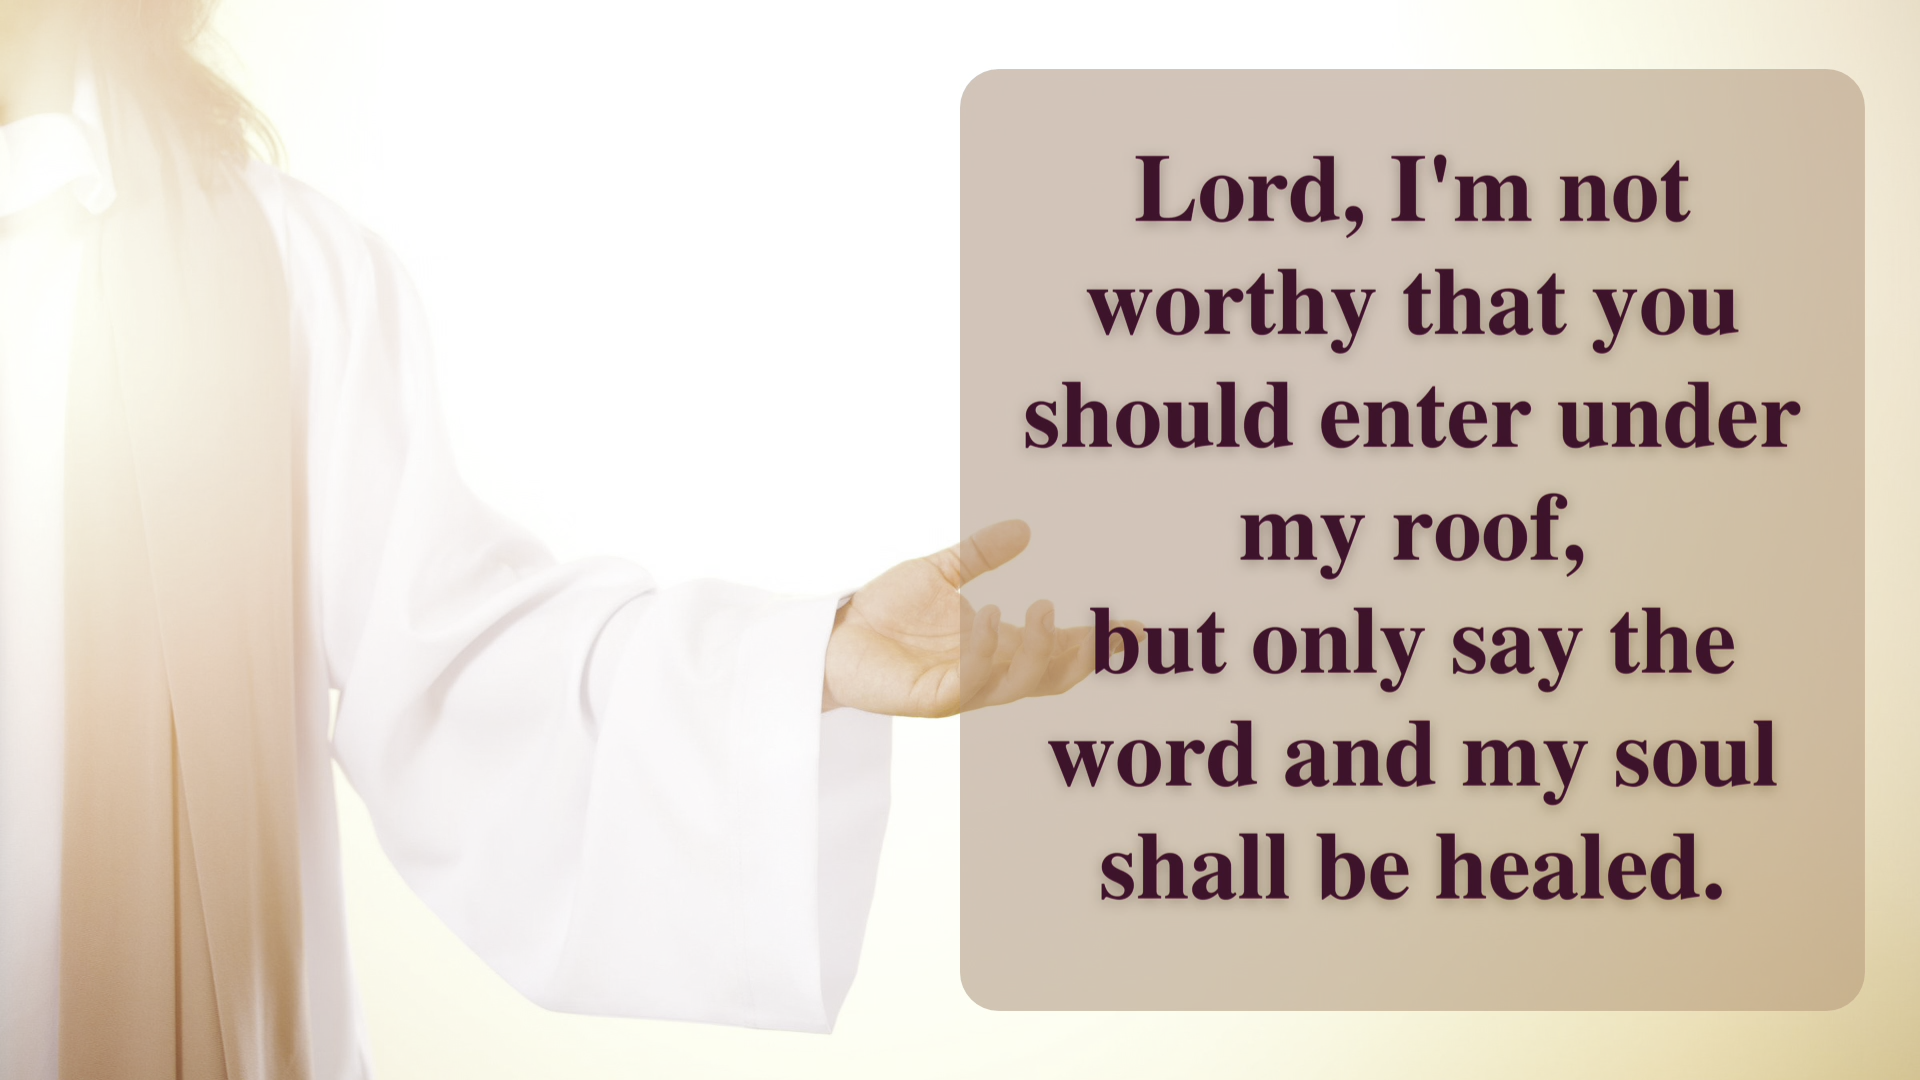 Lord, I'm not
worthy that you
should enter under
my roof,
but only say the
word and my soul
shall be healed.